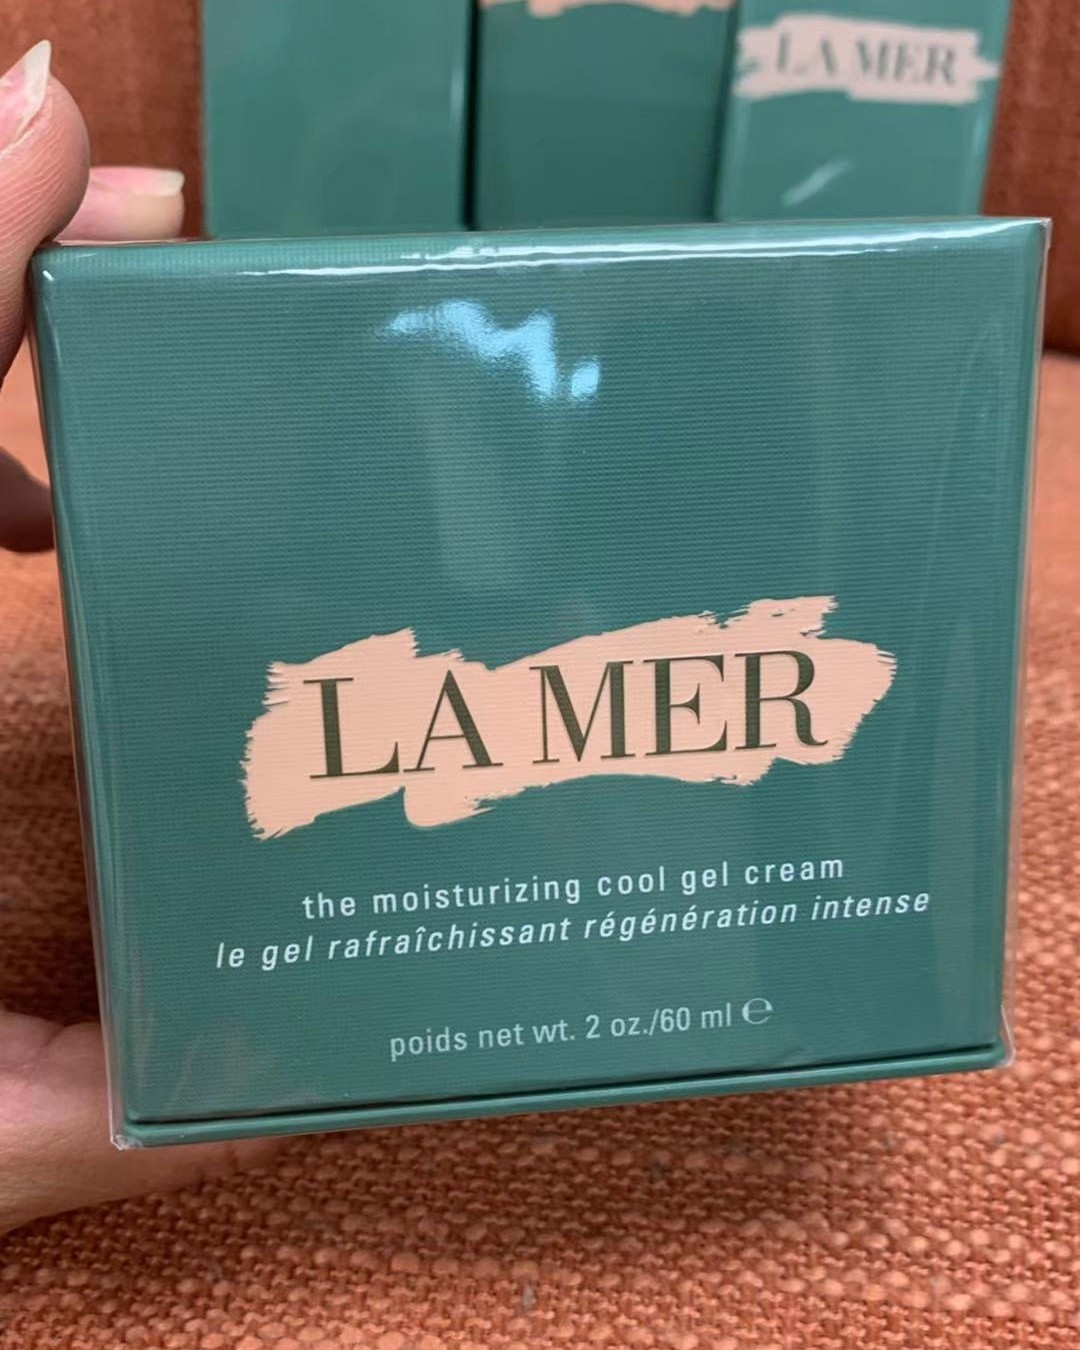 LA MER
LA MER
the moisturizing cool gel cream
le gel rafraîchissant régénération intense
poids net wt. 2 oz./60 ml ℮